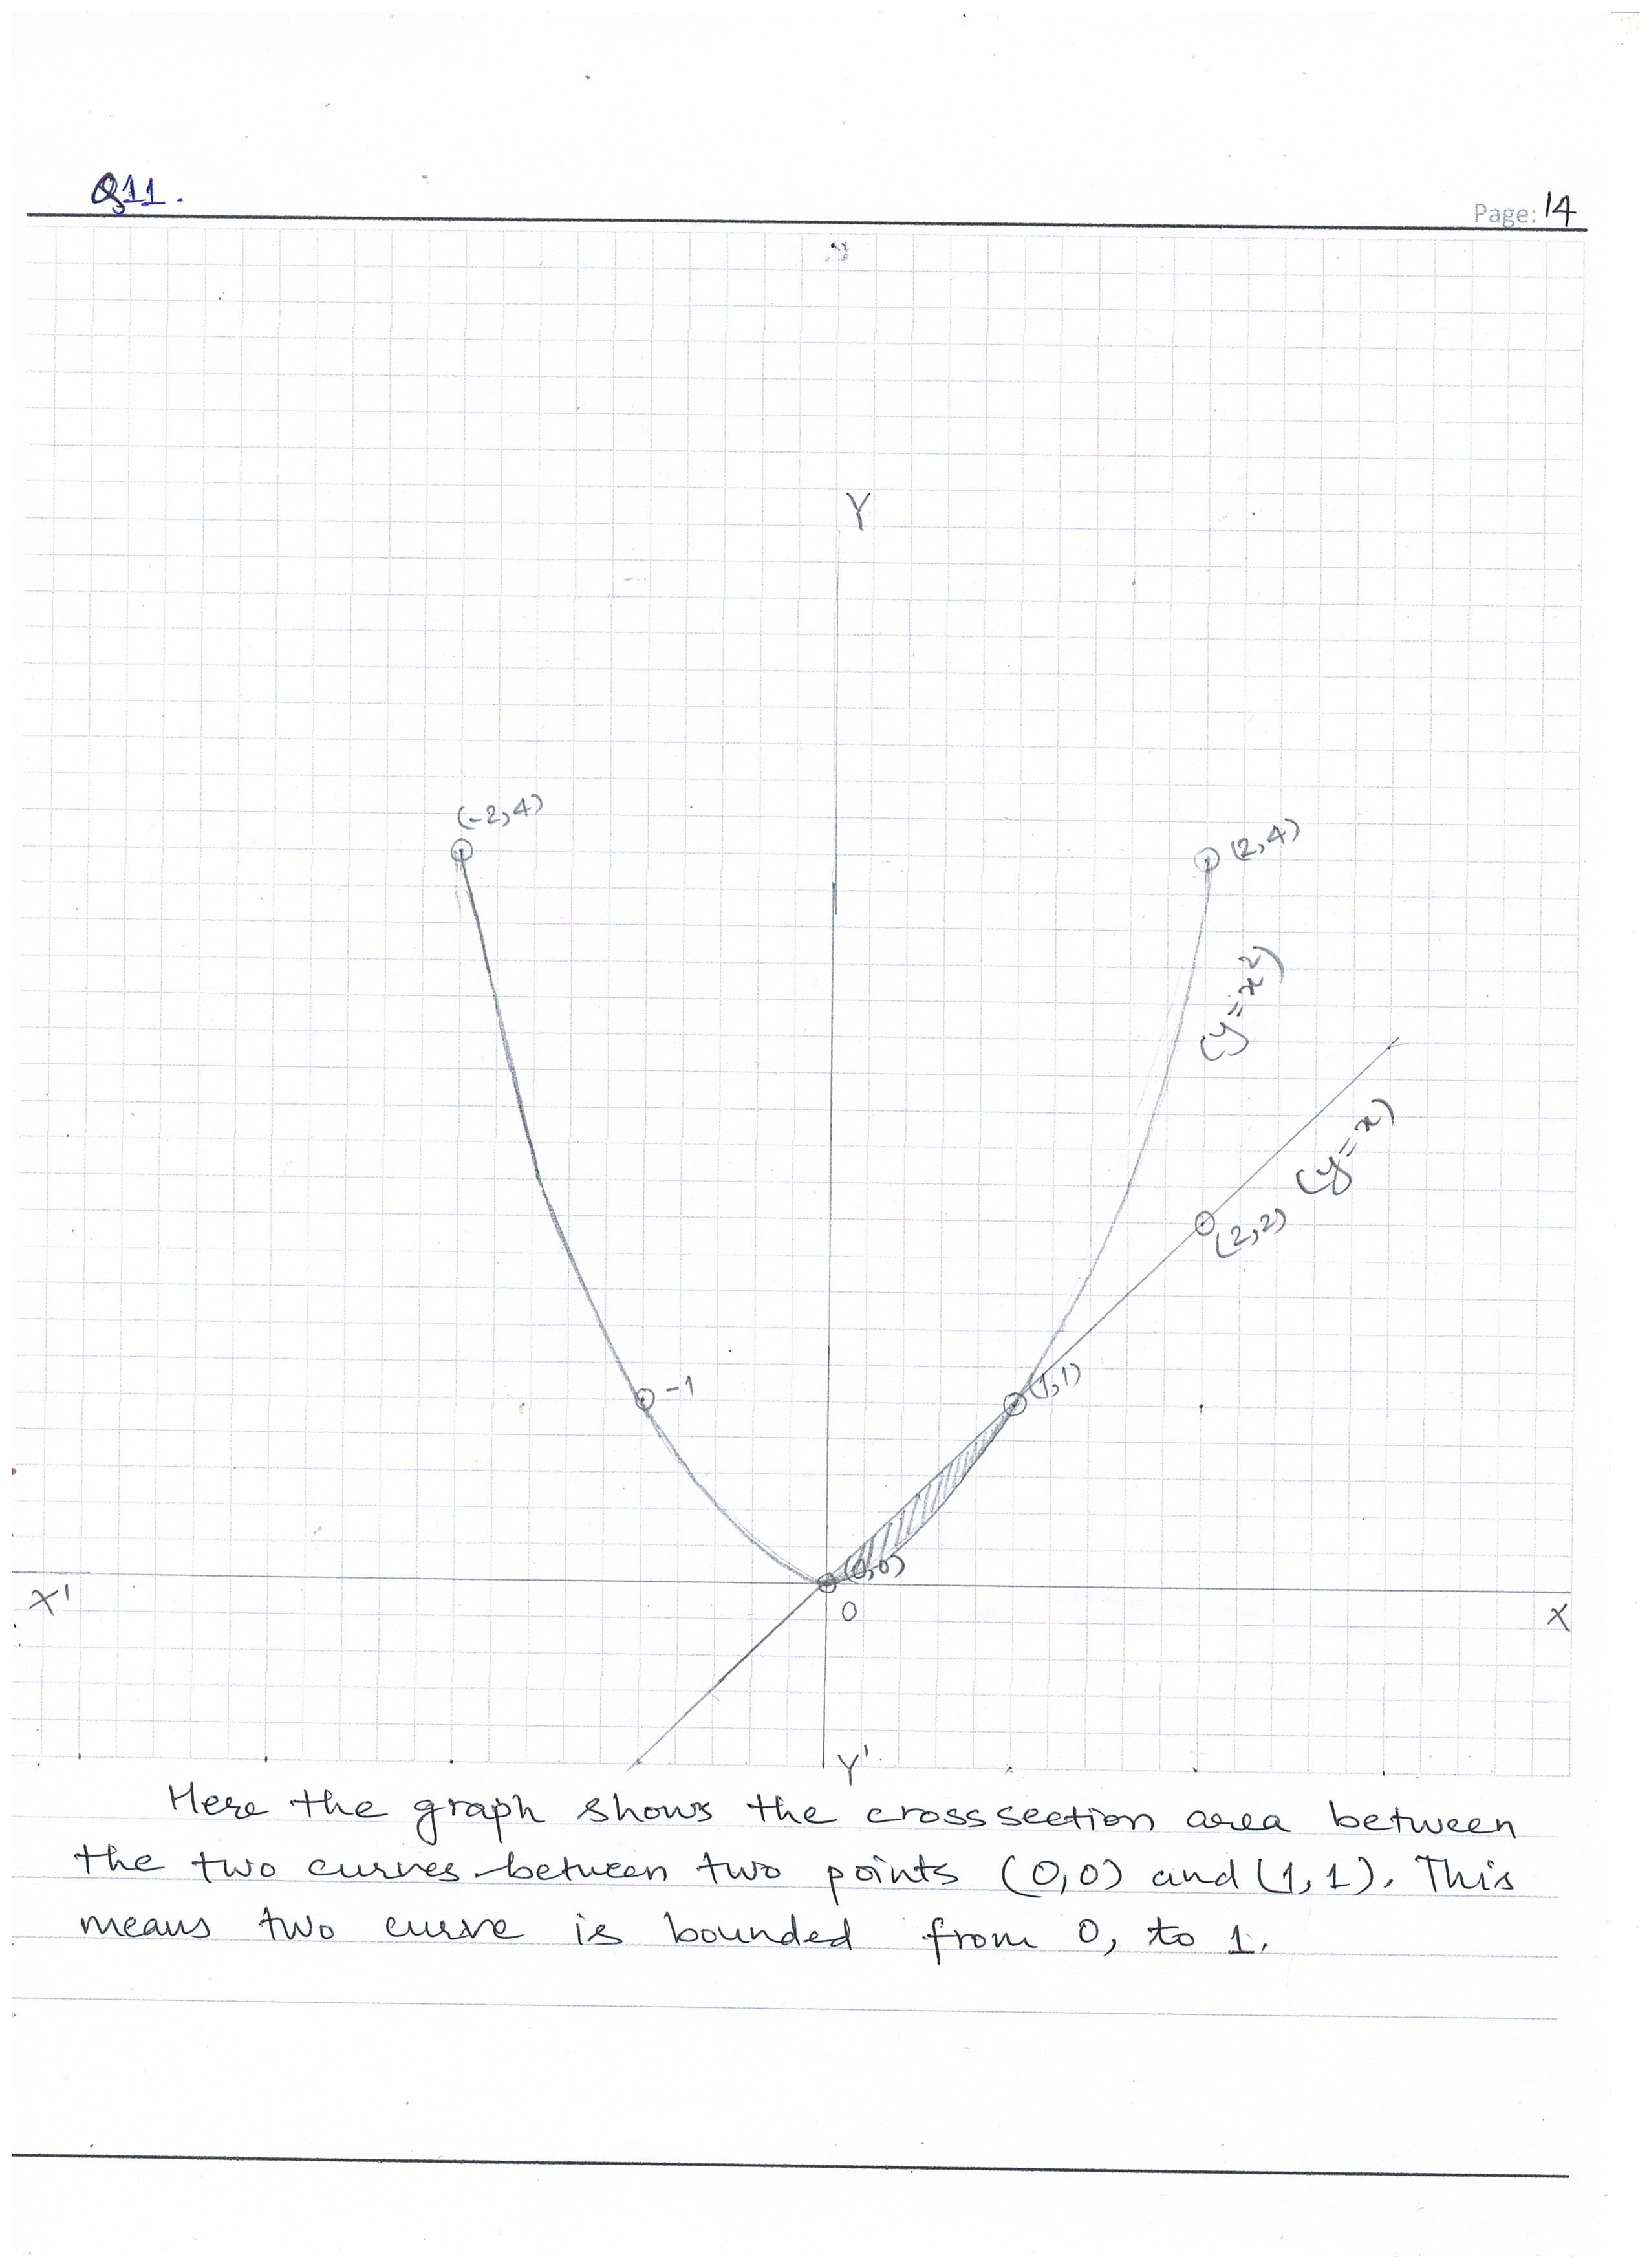 Q11.
Page: 14
Y
(-2,4)
(2,4)
(y=x²)
(y=x)
(2,2)
-1
(1,1)
(0,0)
X'
O
X
Y'
Here the graph shows the crosssection area between
the two curves between two points (0,0) and (1,1). This
means two curve is bounded from 0, to 1.